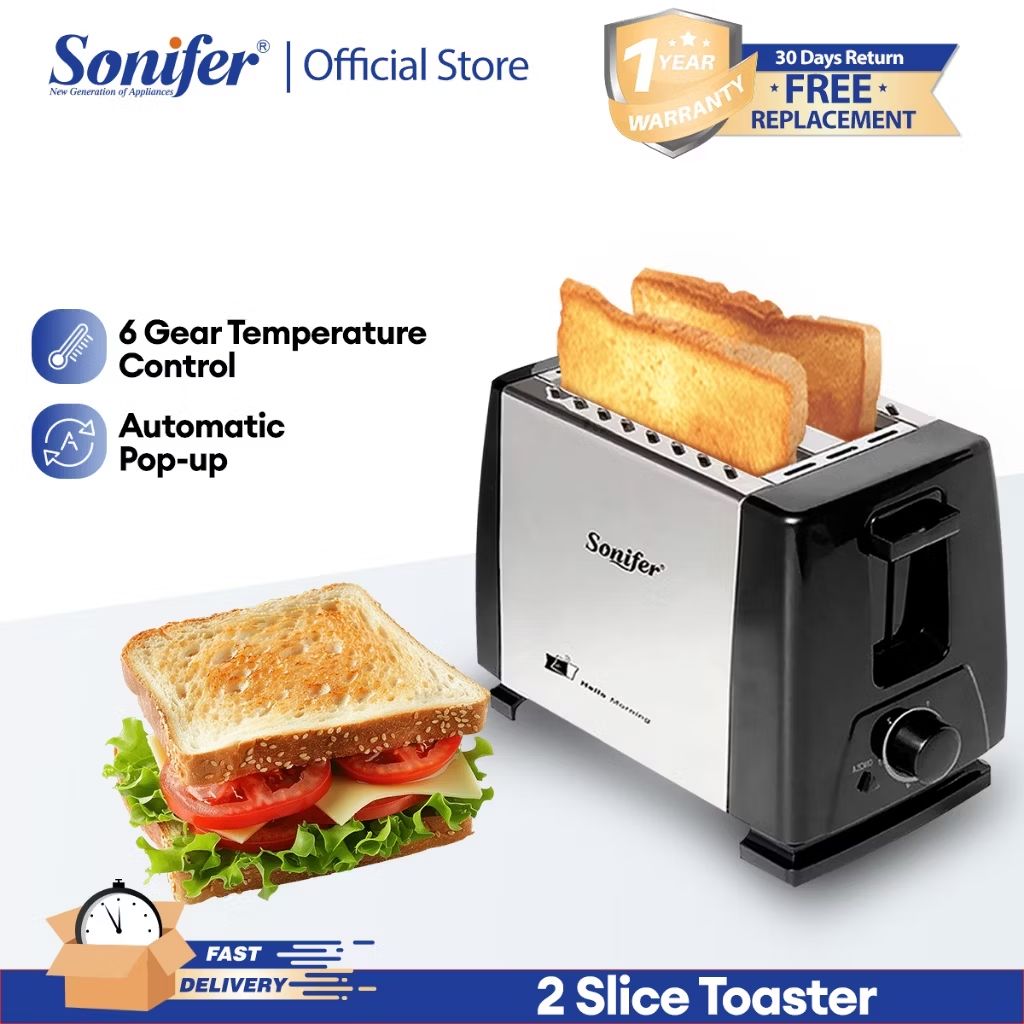 Sonifer® | Official Store
New Generation of Appliances
1 YEAR
WARRANTY
30 Days Return
FREE
REPLACEMENT
6 Gear Temperature
Control
Automatic
Pop-up
Sonifer®
Hello Morning
FAST
DELIVERY
2 Slice Toaster